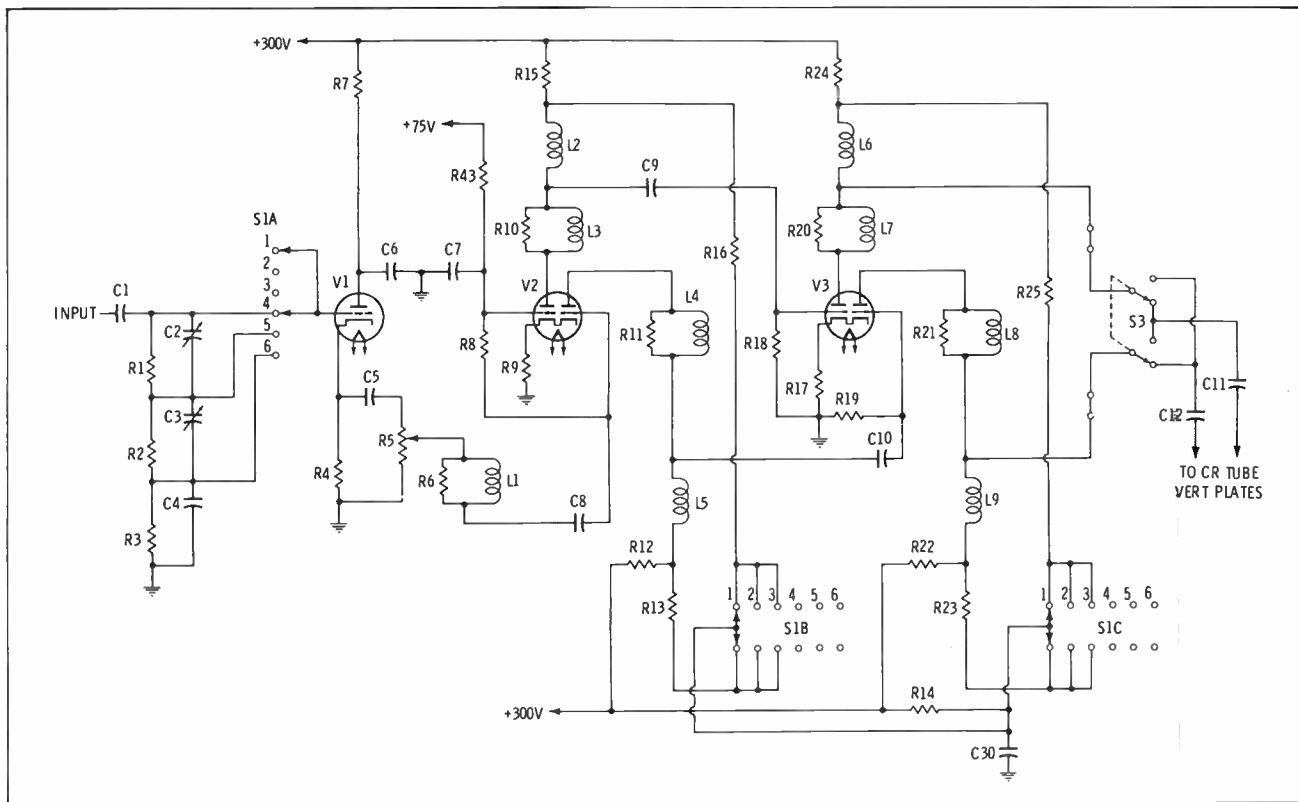 +300V
R7
R15
R24
+75V
L2
L6
R43
C9
S1A
1
2
3
4
5
6
R10
L3
R20
L7
C6
C7
R16
R25
C1
INPUT
V1
V2
V3
C2
L4
S3
R8
R11
R18
R21
L8
R1
R9
R17
C11
C5
R19
C12
C3
R5
C10
R2
R4
R6
L1
TO CR TUBE
VERT PLATES
C4
L5
L9
C8
R3
R12
R22
1 2 3 4 5 6
1 2 3 4 5 6
R13
S1B
R23
S1C
+300V
R14
C30